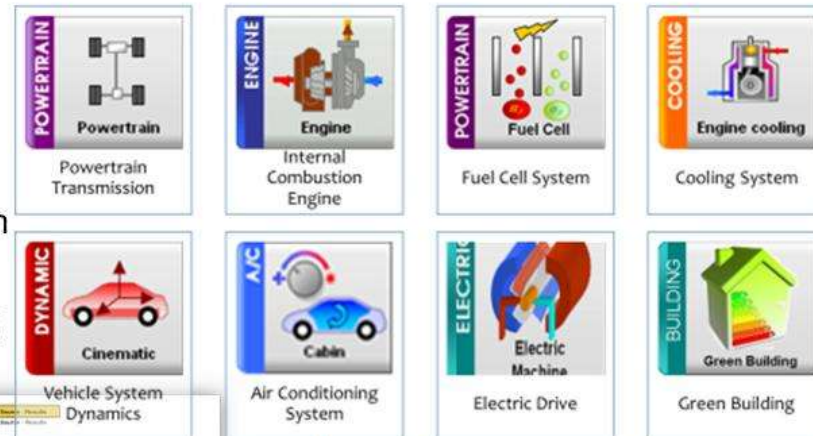 POWERTRAIN
Powertrain
Powertrain
Transmission
ENGINE
Engine
Internal
Combustion
Engine
POWERTRAIN
Fuel Cell
Fuel Cell System
COOLING
Engine cooling
Cooling System
n
DYNAMIC
Cinematic
Vehicle System
Dynamics
A/C
Cabin
Air Conditioning
System
ELECTRIC
Electric
Machine
Electric Drive
BUILDING
Green Building
Green Building